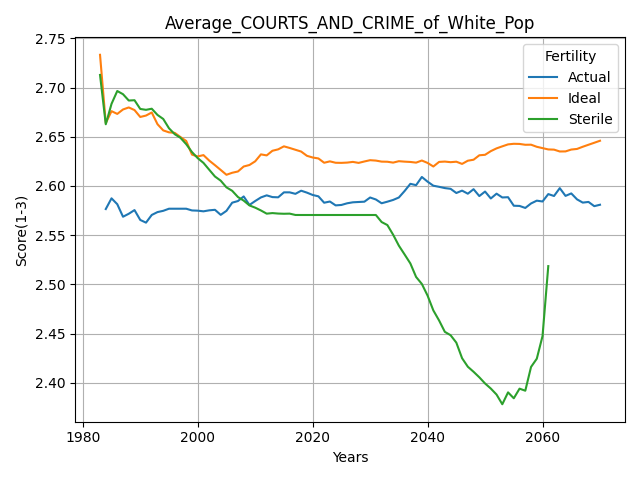 Average_COURTS_AND_CRIME_of_White_Pop
Fertility
Actual
Ideal
Sterile
Score(1-3)
2.75
2.70
2.65
2.60
2.55
2.50
2.45
2.40
1980 2000 2020 2040 2060
Years